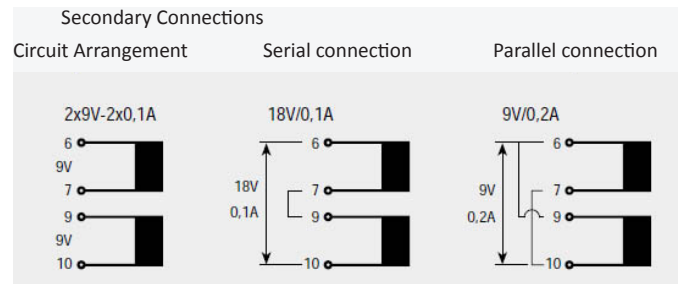 Secondary Connections
Circuit Arrangement Serial connection Parallel connection
2x9V-2x0,1A 18V/0,1A 9V/0,2A
6 6 6
9V
7 18V 7 9V 7
9 0,1A 9 0,2A 9
9V
10 10 10